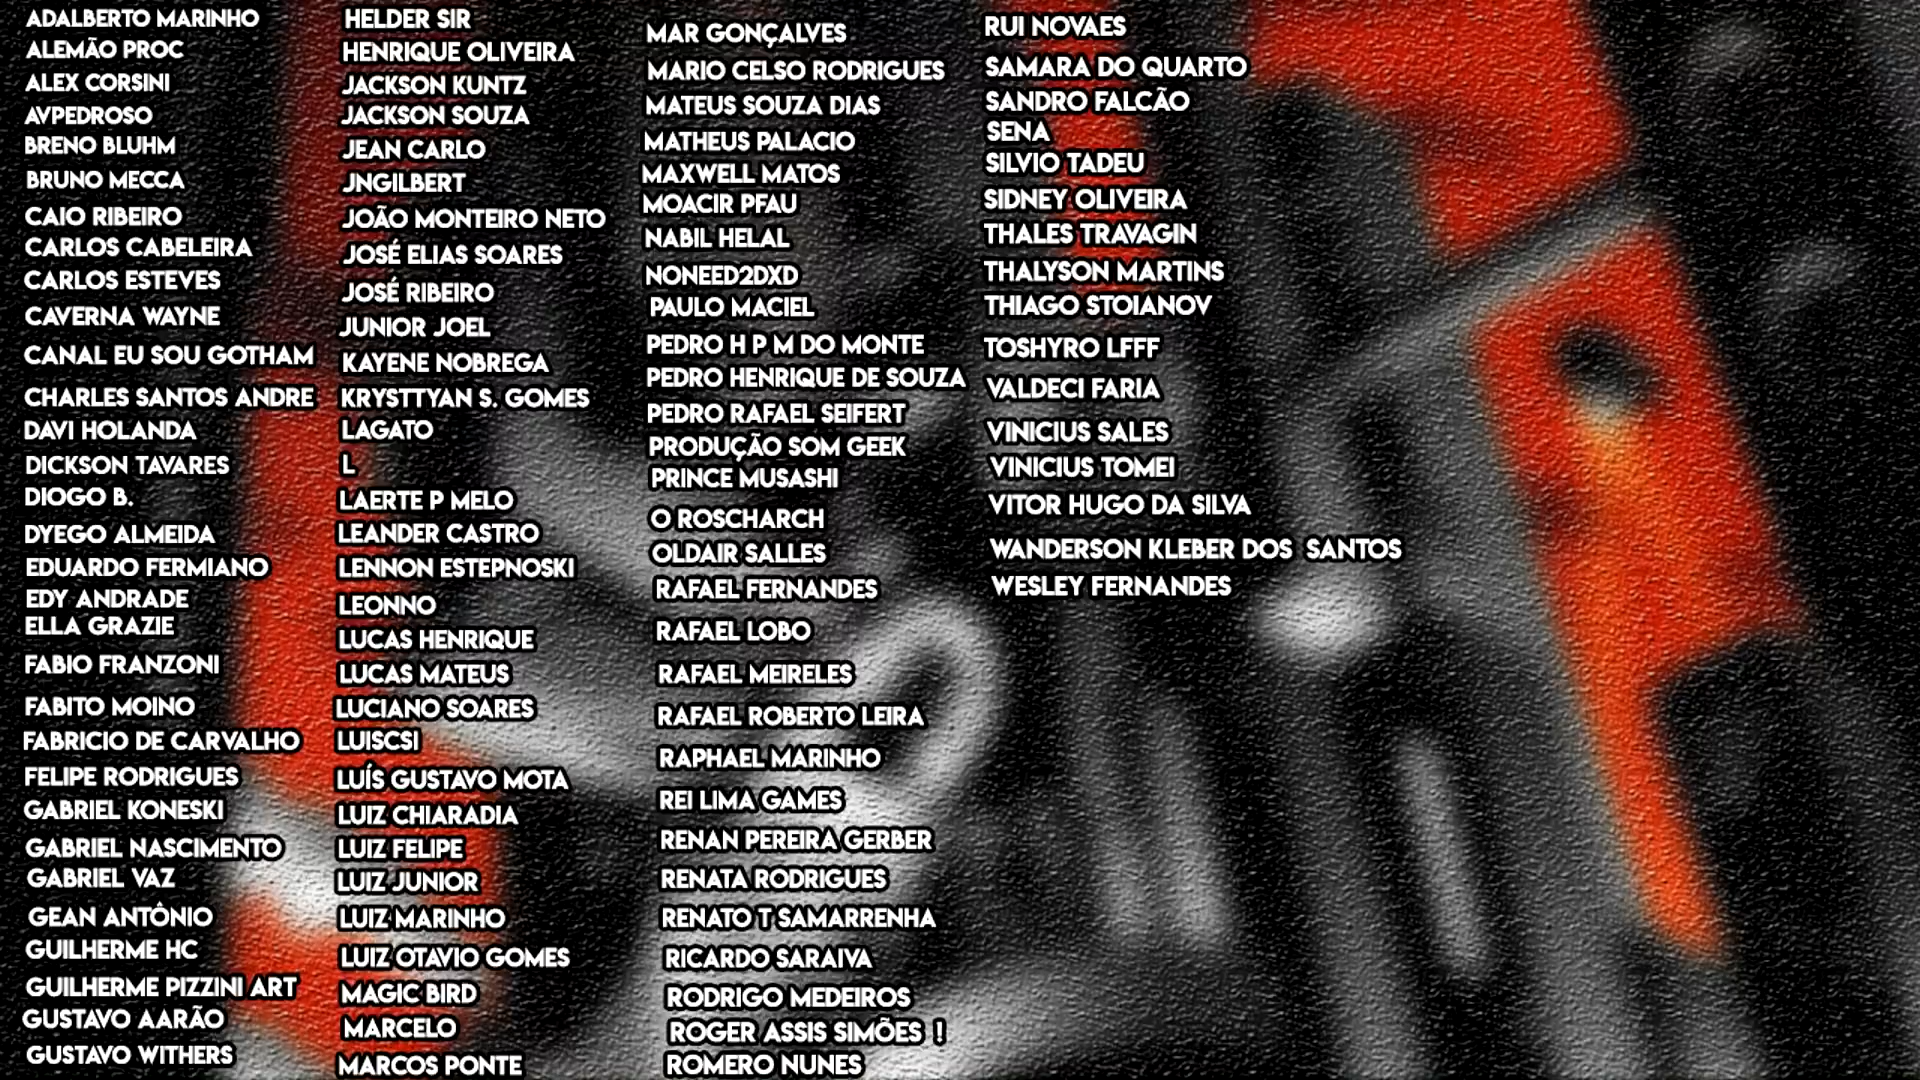 ADALBERTO MARINHO
ALEMÃO PROC
ALEX CORSINI
AVPEDROSO
BRENO BLUHM
BRUNO MECCA
CAIO RIBEIRO
CARLOS CABELEIRA
CARLOS ESTEVES
CAVERNA WAYNE
CANAL EU SOU GOTHAM
CHARLES SANTOS ANDRE
DAVI HOLANDA
DICKSON TAVARES
DIOGO B.
DYEGO ALMEIDA
EDUARDO FERMIANO
EDY ANDRADE
ELLA GRAZIE
FABIO FRANZONI
FABITO MOINO
FABRICIO DE CARVALHO
FELIPE RODRIGUES
GABRIEL KONESKI
GABRIEL NASCIMENTO
GABRIEL VAZ
GEAN ANTÔNIO
GUILHERME HC
GUILHERME PIZZINI ART
GUSTAVO AARÃO
GUSTAVO WITHERS
HELDER SIR
HENRIQUE OLIVEIRA
JACKSON KUNTZ
JACKSON SOUZA
JEAN CARLO
JNGILBERT
JOÃO MONTEIRO NETO
JOSÉ ELIAS SOARES
JOSÉ RIBEIRO
JUNIOR JOEL
KAYENE NOBREGA
KRYSTTYAN S. GOMES
LAGATO
L
LAERTE P MELO
LEANDER CASTRO
LENNON ESTEPNOSKI
LEONNO
LUCAS HENRIQUE
LUCAS MATEUS
LUCIANO SOARES
LUISCSI
LUÍS GUSTAVO MOTA
LUIZ CHIARADIA
LUIZ FELIPE
LUIZ JUNIOR
LUIZ MARINHO
LUIZ OTAVIO GOMES
MAGIC BIRD
MARCELO
MARCOS PONTE
MAR GONÇALVES
MARIO CELSO RODRIGUES
MATEUS SOUZA DIAS
MATHEUS PALACIO
MAXWELL MATOS
MOACIR PFAU
NABIL HELAL
NONEED2DXD
PAULO MACIEL
PEDRO H P M DO MONTE
PEDRO HENRIQUE DE SOUZA
PEDRO RAFAEL SEIFERT
PRODUÇÃO SOM GEEK
PRINCE MUSASHI
O ROSCHARCH
OLDAIR SALLES
RAFAEL FERNANDES
RAFAEL LOBO
RAFAEL MEIRELES
RAFAEL ROBERTO LEIRA
RAPHAEL MARINHO
REI LIMA GAMES
RENAN PEREIRA GERBER
RENATA RODRIGUES
RENATO T SAMARRENHA
RICARDO SARAIVA
RODRIGO MEDEIROS
ROGER ASSIS SIMÕES !
ROMERO NUNES
RUI NOVAES
SAMARA DO QUARTO
SANDRO FALCÃO
SENA
SILVIO TADEU
SIDNEY OLIVEIRA
THALES TRAVAGIN
THALYSON MARTINS
THIAGO STOIANOV
TOSHYRO LFFF
VALDECI FARIA
VINICIUS SALES
VINICIUS TOMEI
VITOR HUGO DA SILVA
WANDERSON KLEBER DOS SANTOS
WESLEY FERNANDES